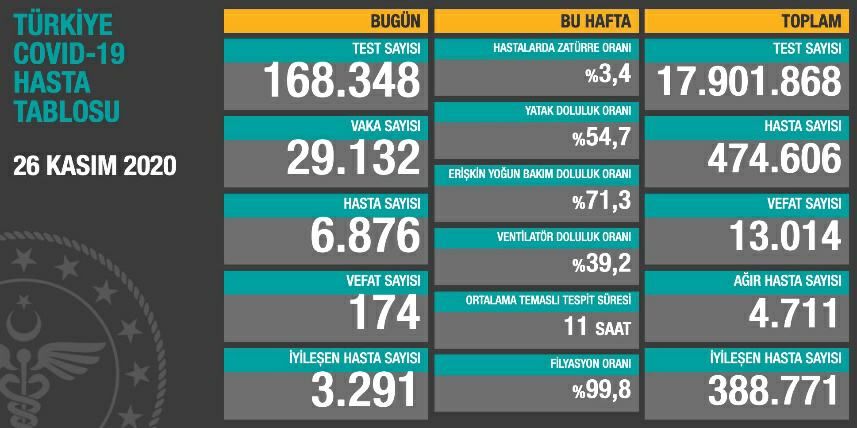 TÜRKİYE
COVID-19
HASTA
TABLOSU
26 KASIM 2020
BUGÜN
TEST SAYISI
168.348
VAKA SAYISI
29.132
HASTA SAYISI
6.876
VEFAT SAYISI
174
İYİLEŞEN HASTA SAYISI
3.291
BU HAFTA
HASTALARDA ZATÜRRE ORANI
%3,4
YATAK DOLULUK ORANI
%54,7
ERİŞKİN YOĞUN BAKIM DOLULUK ORANI
%71,3
VENTİLATÖR DOLULUK ORANI
%39,2
ORTALAMA TEMASLI TESPİT SÜRESİ
11 SAAT
FİLYASYON ORANI
%99,8
TOPLAM
TEST SAYISI
17.901.868
HASTA SAYISI
474.606
VEFAT SAYISI
13.014
AĞIR HASTA SAYISI
4.711
İYİLEŞEN HASTA SAYISI
388.771